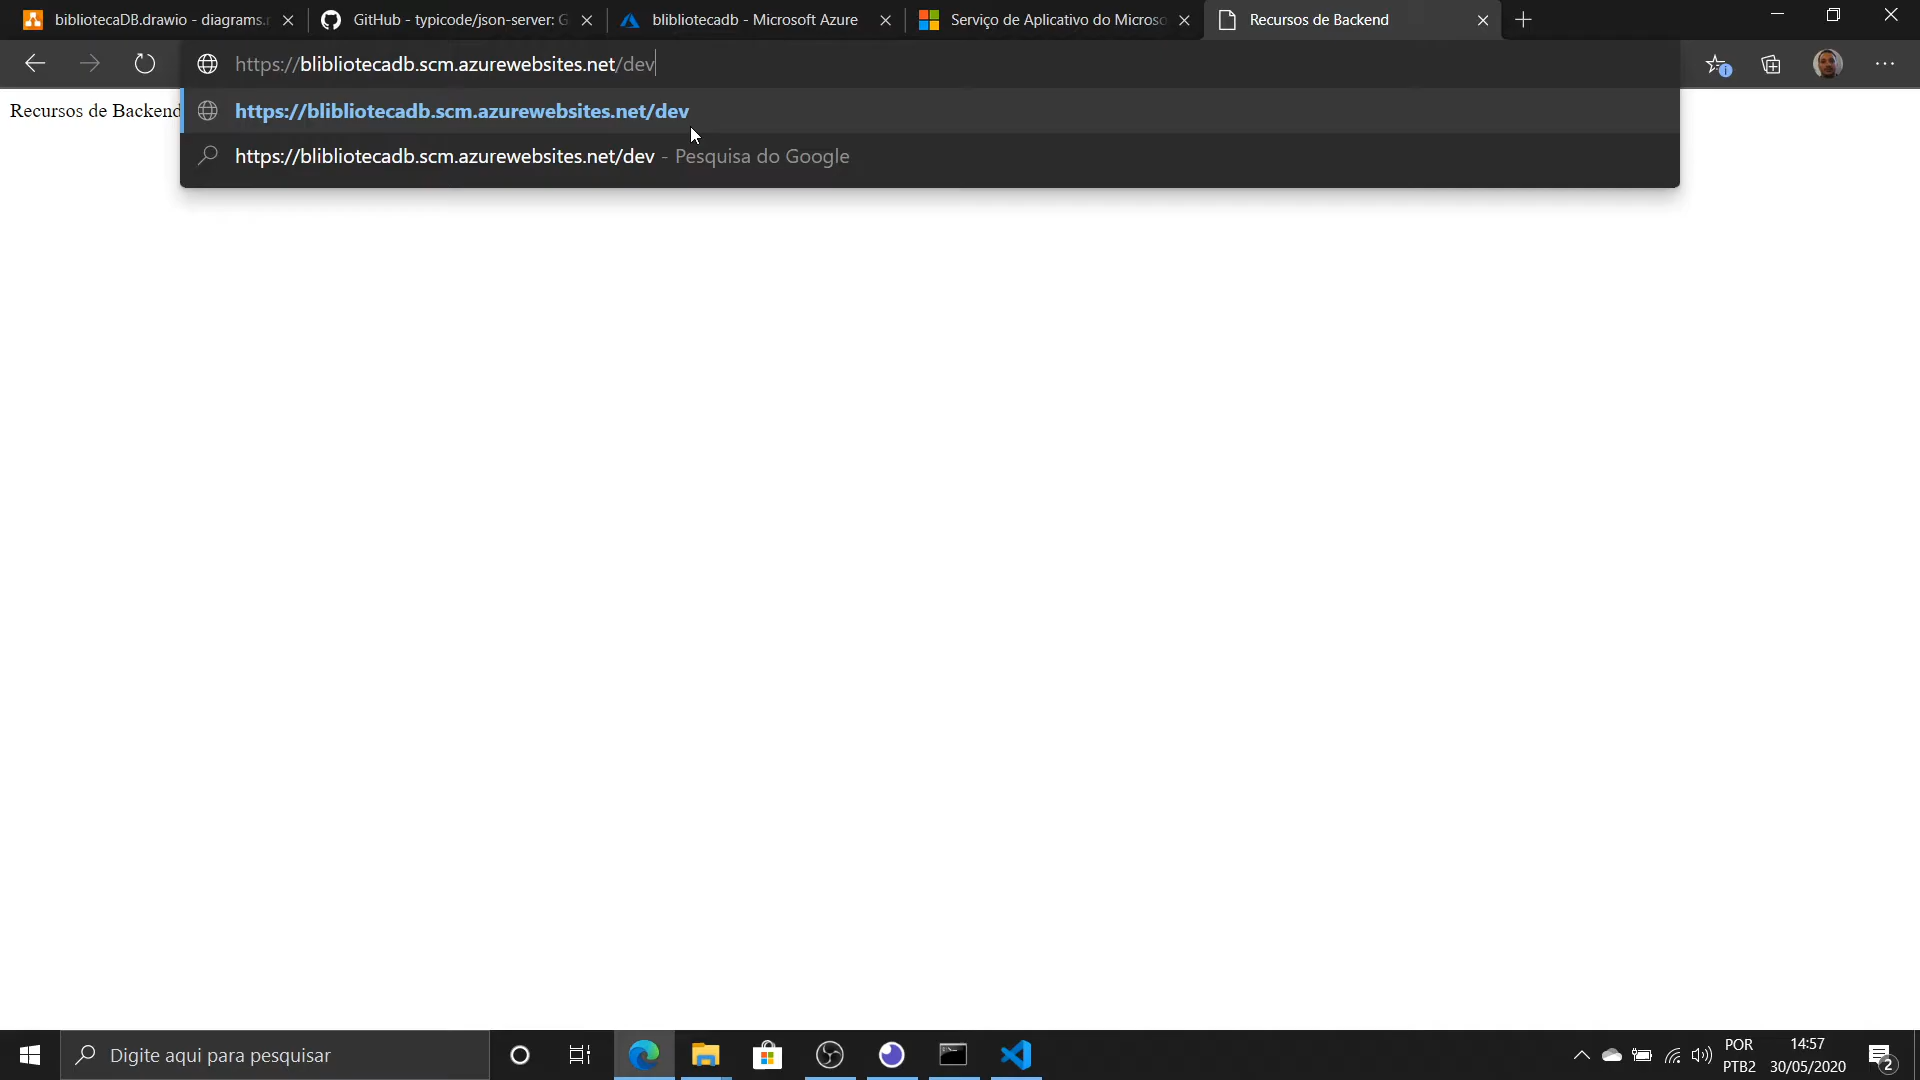 bibliotecaDB.drawio - diagrams.
GitHub - typicode/json-server: G
blibliotecadb - Microsoft Azure
Serviço de Aplicativo do Microso
Recursos de Backend
https://blibliotecadb.scm.azurewebsites.net/dev
Recursos de Backend
https://blibliotecadb.scm.azurewebsites.net/dev
https://blibliotecadb.scm.azurewebsites.net/dev - Pesquisa do Google
Digite aqui para pesquisar
POR
PTB2
14:57
30/05/2020
2